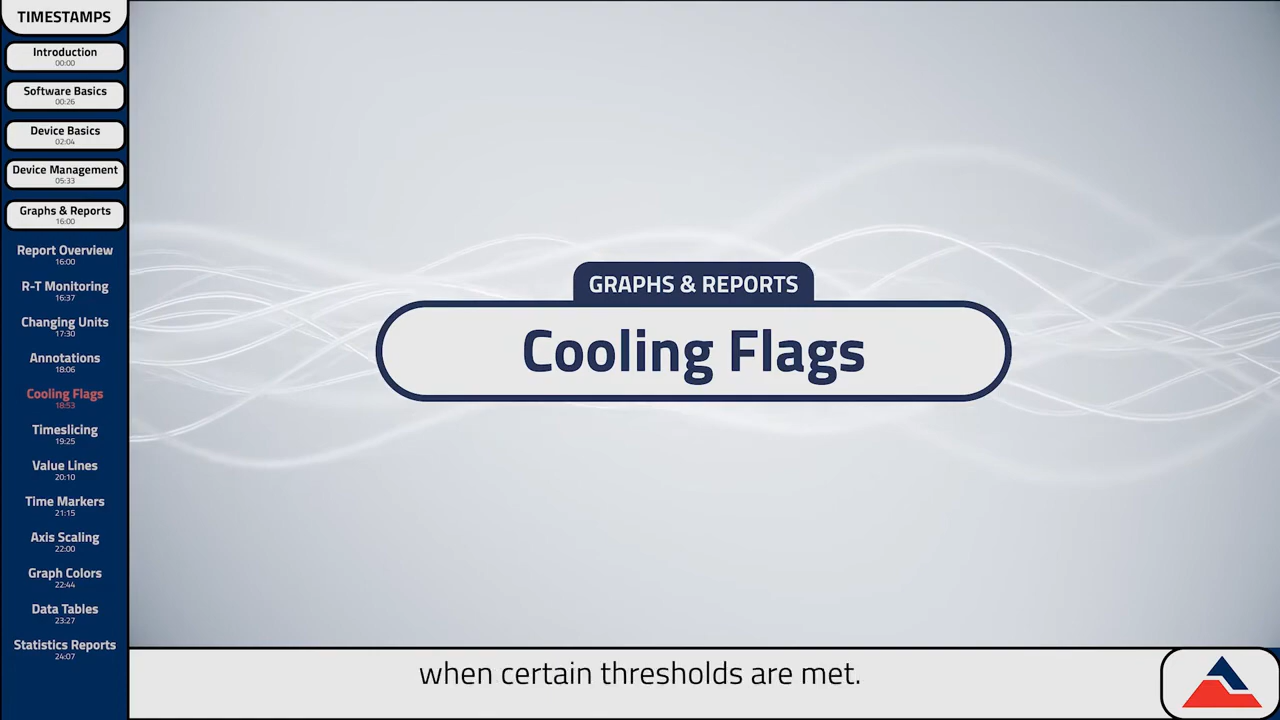 TIMESTAMPS
Introduction
00:00
Software Basics
00:26
Device Basics
02:04
Device Management
05:33
Graphs & Reports
16:00
Report Overview
16:00
R-T Monitoring
16:37
Changing Units
17:30
Annotations
18:06
Cooling Flags
18:53
Timeslicing
19:25
Value Lines
20:10
Time Markers
21:15
Axis Scaling
22:00
Graph Colors
22:44
Data Tables
23:27
Statistics Reports
24:07
GRAPHS & REPORTS
Cooling Flags
when certain thresholds are met.